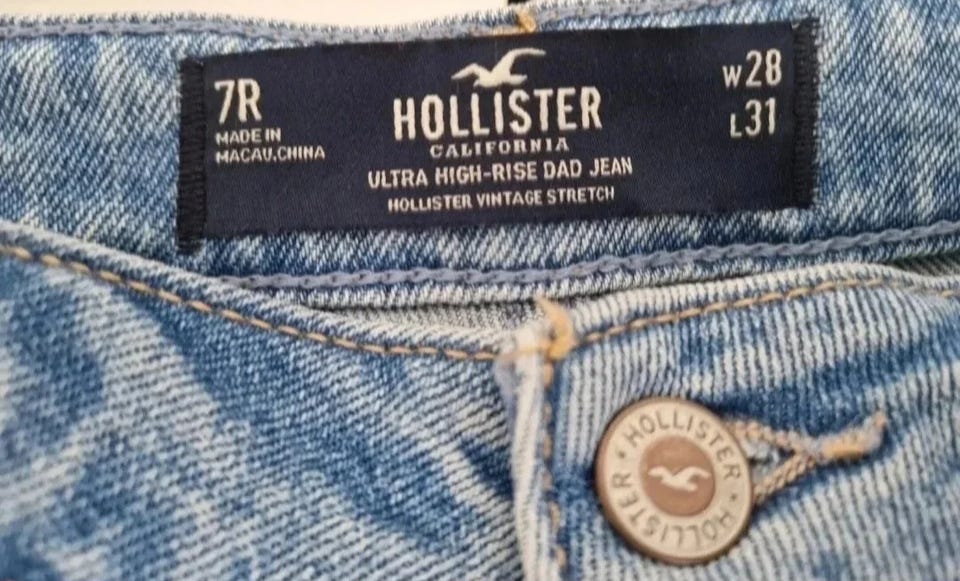 7R
MADE IN
MACAU.CHINA
HOLLISTER
CALIFORNIA
ULTRA HIGH-RISE DAD JEAN
HOLLISTER VINTAGE STRETCH
W28
L31
HOLLISTER • HOLLISTER • HOLLISTER •